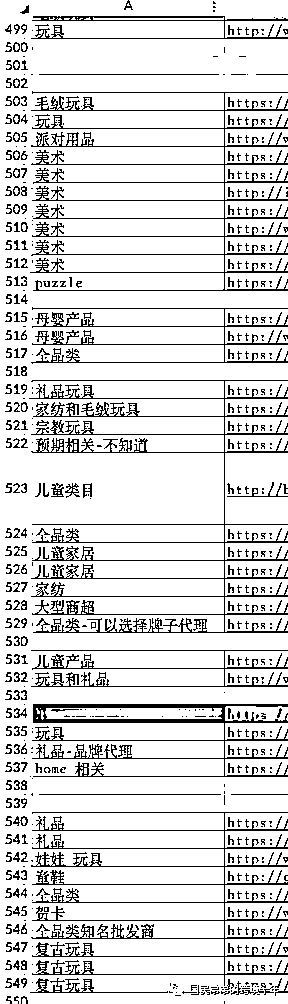 A
499 玩具 http://w
500
501
502
503 毛绒玩具 https:/
504 玩具 https:/
505 派对用品 http://w
506 美术 https:/
507 美术 https:/
508 美术 http://
509 美术 https:/
510 美术 http://w
511 美术 https:/
512 美术 https:/
513 puzzle https:/
514
515 母婴产品 https:/
516 母婴产品 http://w
517 全品类 https:/
518
519 礼品玩具 https:/
520 家纺和毛绒玩具 https:/
521 宗教玩具 https:/
522 预期相关-不知道 https:/
523 儿童类目 http://b
524 全品类 https:/
525 儿童家居 https:/
526 儿童家居 https:/
527 家纺 https:/
528 大型商超 https:/
529 全品类-可以选择牌子代理 https:/
530
531 儿童产品 https:/
532 玩具和礼品 http://w
533
534
535 玩具 https:/
536 礼品-品牌代理 https:/
537 home 相关 https:/
538
539
540 礼品 https:/
541 礼品 https:/
542 娃娃 玩具 http://w
543 童鞋 http://
544 全品类 https:/
545 贺卡 http://w
546 全品类知名批发商 https:/
547 复古玩具 http://w
548 复古玩具 https:/
549 复古玩具
550